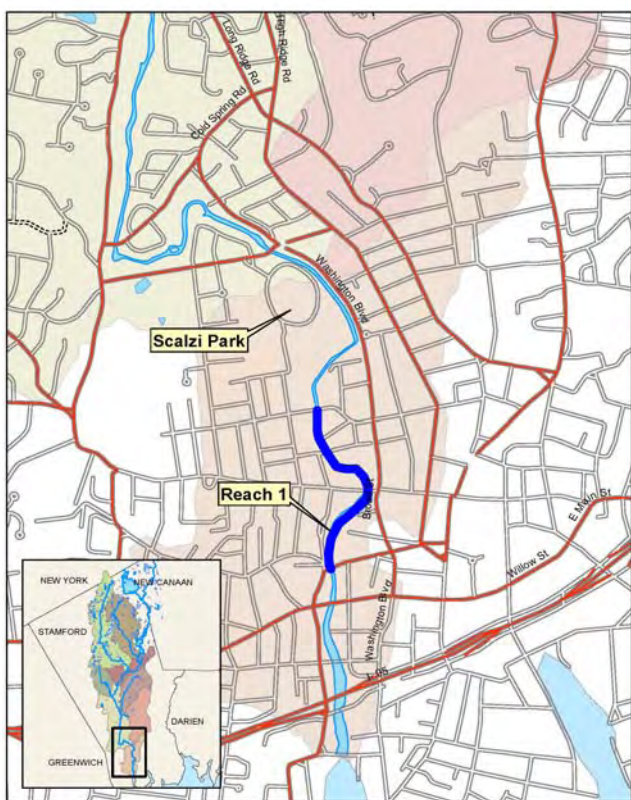 Long Ridge Rd
High Ridge Rd
Cold Spring Rd
Washington Blvd
Scalzi Park
Reach 1
E Main St
Willow St
Washington Blvd
I- 95
NEW YORK
NEW CANAAN
STAMFORD
DARIEN
GREENWICH